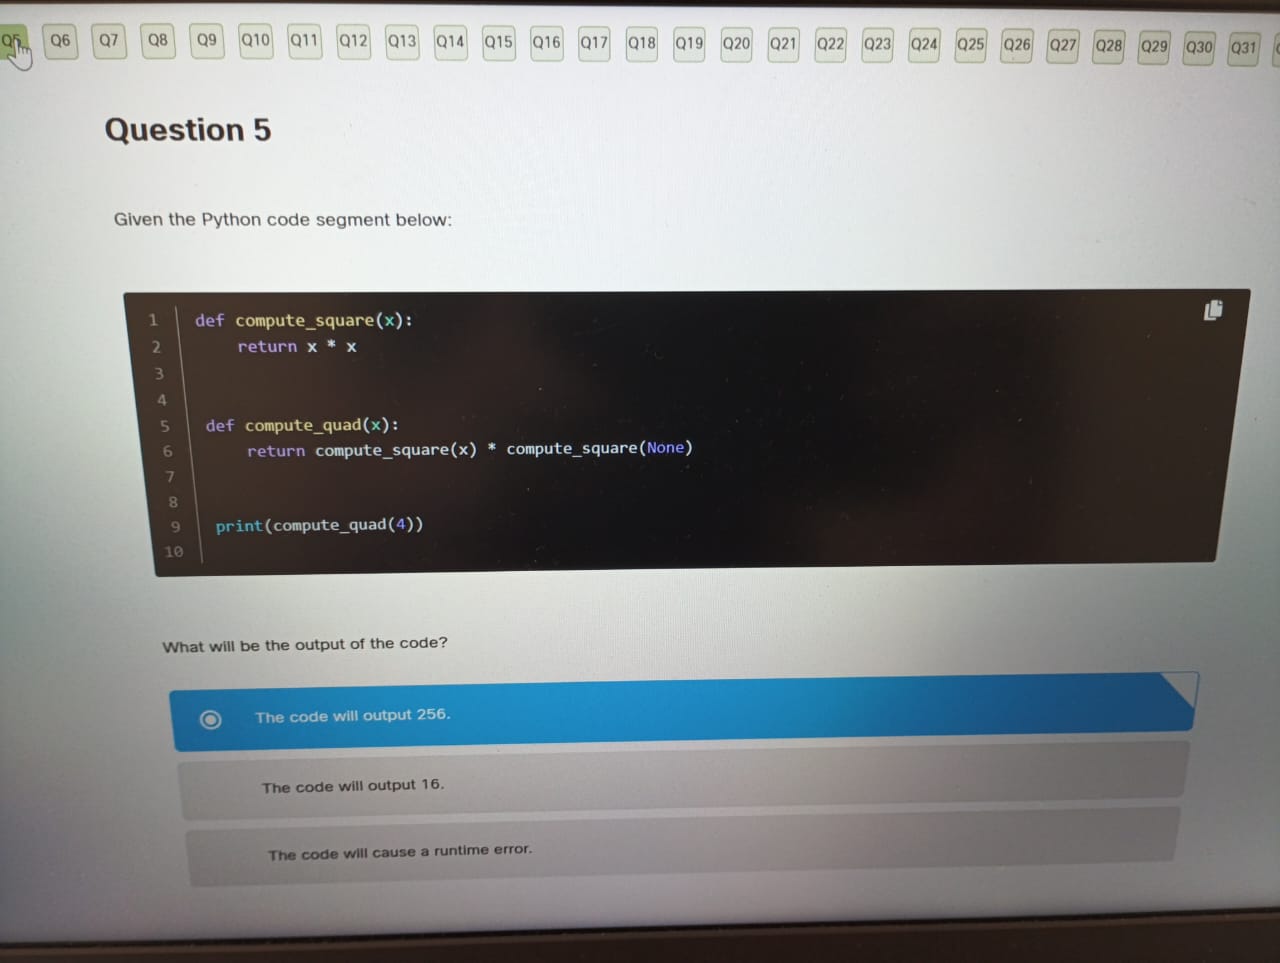 Q5 Q6 Q7 Q8 Q9 Q10 Q11 Q12 Q13 Q14 Q15 Q16 Q17 Q18 Q19 Q20 Q21 Q22 Q23 Q24 Q25 Q26 Q27 Q28 Q29 Q30 Q31
Question 5
Given the Python code segment below:
1 def compute_square(x):
2 return x * x
3
4
5 def compute_quad(x):
6 return compute_square(x) * compute_square(None)
7
8
9 print(compute_quad(4))
10
What will be the output of the code?
The code will output 256.
The code will output 16.
The code will cause a runtime error.